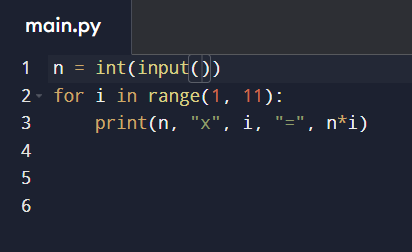 main.py
1 n = int(input())
2 for i in range(1, 11):
3     print(n, "x", i, "=", n*i)
4
5
6